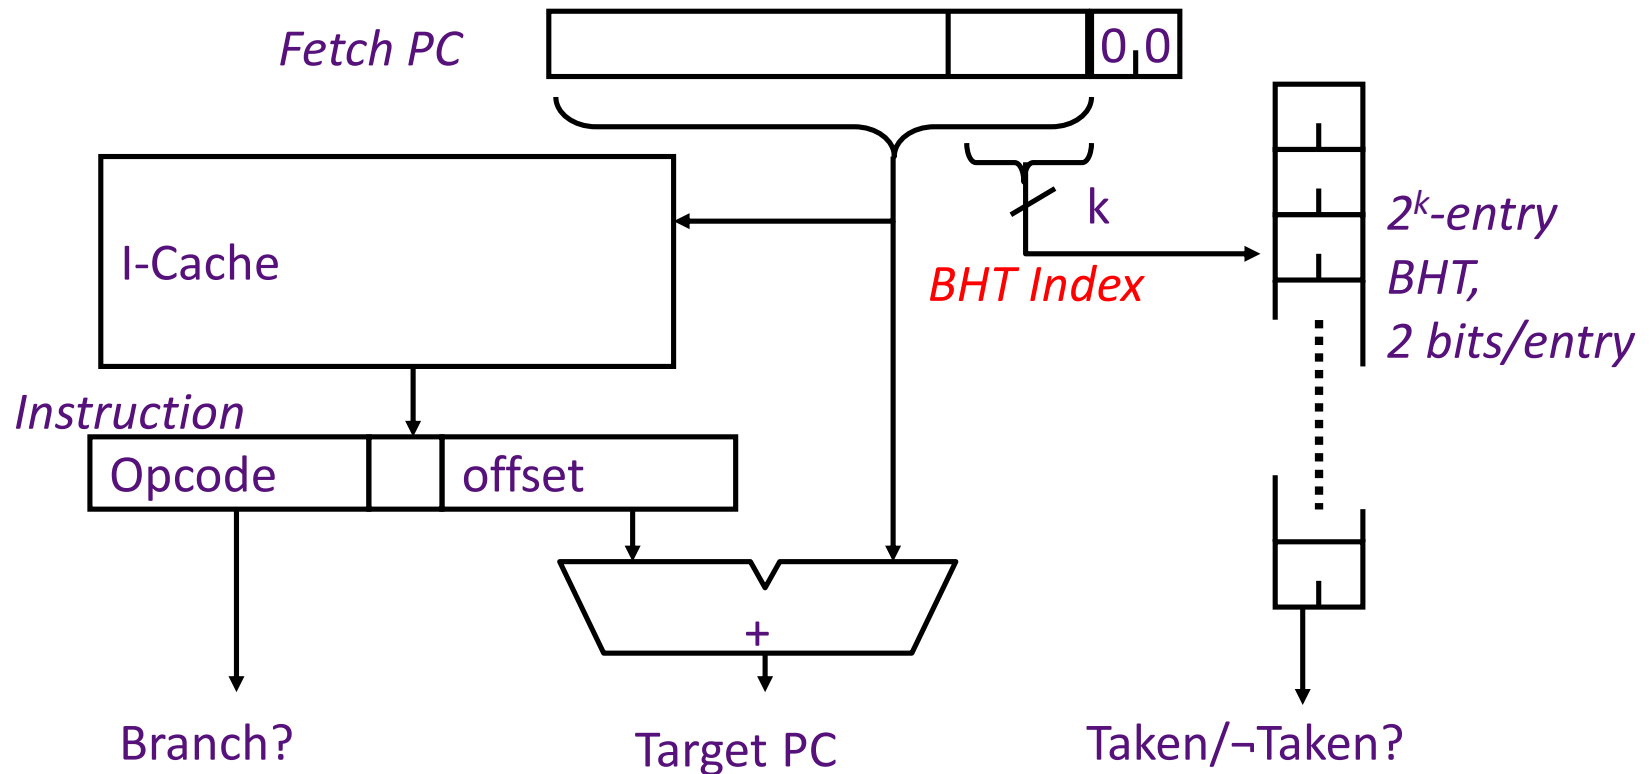 Fetch PC
0 0
k
2^k-entry
BHT,
2 bits/entry
I-Cache
BHT Index
Instruction
Opcode
offset
+
Branch?
Target PC
Taken/¬Taken?